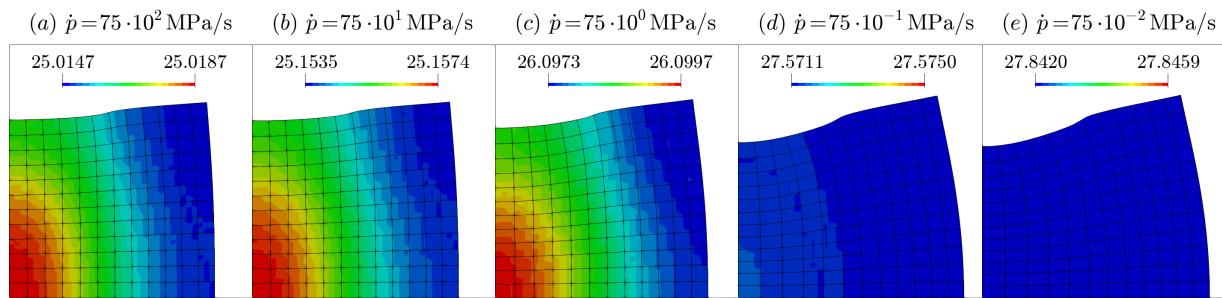 (a) ṗ=75·10² MPa/s (b) ṗ=75·10¹ MPa/s (c) ṗ=75·10⁰ MPa/s (d) ṗ=75·10⁻¹ MPa/s (e) ṗ=75·10⁻² MPa/s
25.0147 25.0187 25.1535 25.1574 26.0973 26.0997 27.5711 27.5750 27.8420 27.8459